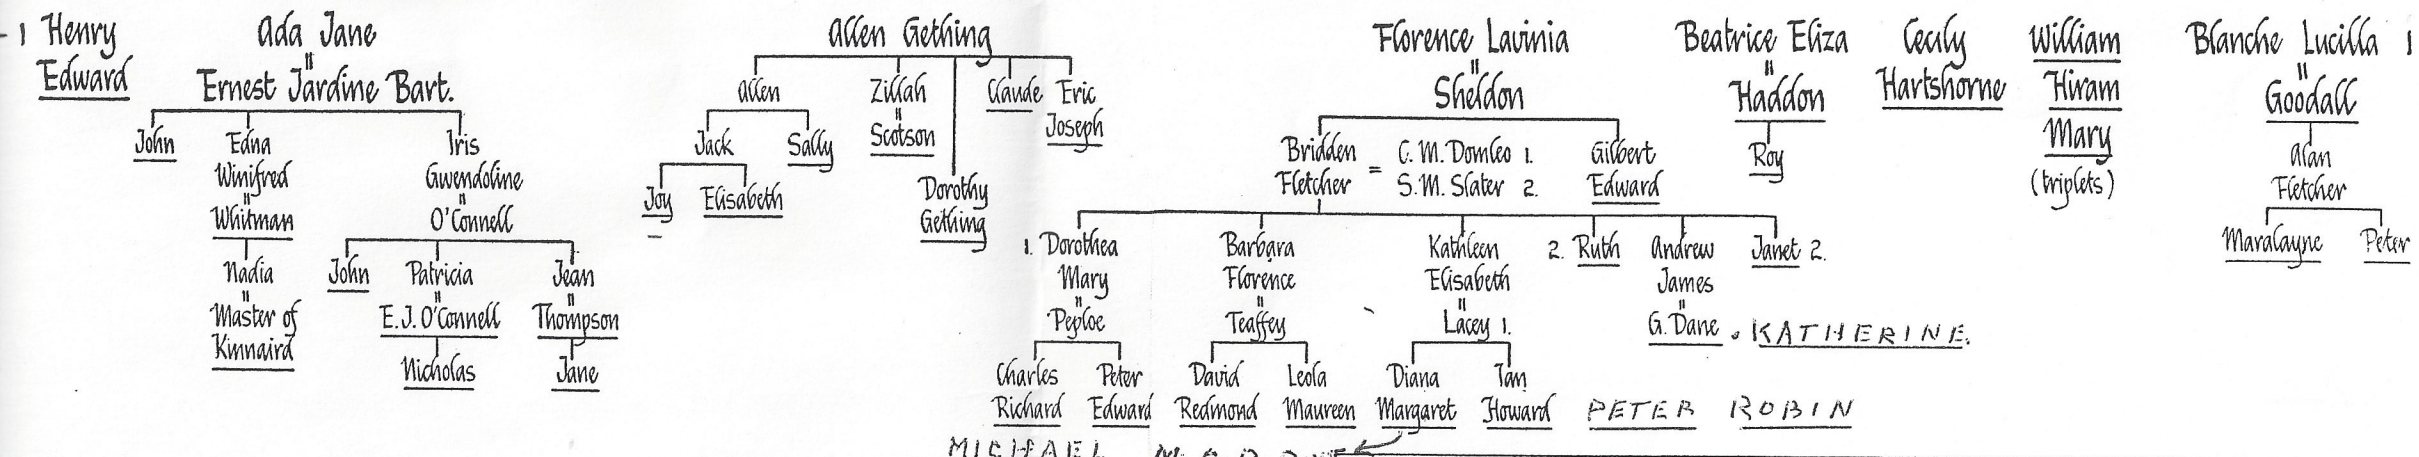 1 Henry Edward
Ada Jane
"
Ernest Jardine Bart.
John
Edna Winifred
"
Whitman
Iris Gwendoline
"
O'Connell
Nadia
"
Master of Kinnaird
John
Patricia
"
E.J. O'Connell
Jean
"
Thompson
Nicholas
Jane
Allen Gething
Allen
Zillah
"
Scotson
Dorothy Gething
Claude
Eric Joseph
Jack
Sally
Joy
Elisabeth
Florence Lavinia
"
Sheldon
Bridden Fletcher
=
C. M. Domleo 1.
S. M. Slater 2.
Gilbert Edward
1. Dorothea Mary
"
Peploe
Barbara Florence
"
Teaffey
Kathleen Elisabeth
"
Lacey 1.
2. Ruth
Andrew James
"
G. Dane
. KATHERINE.
Janet 2.
Charles Richard
Peter Edward
David Redmond
Leola Maureen
Diana Margaret
Ian Howard
PETER ROBIN
MICHAEL
Beatrice Eliza
"
Haddon
Roy
Cecily Hartshorne
William
Hiram
Mary
(triplets)
Blanche Lucilla 1
"
Goodall
Alan Fletcher
Maralayne
Peter